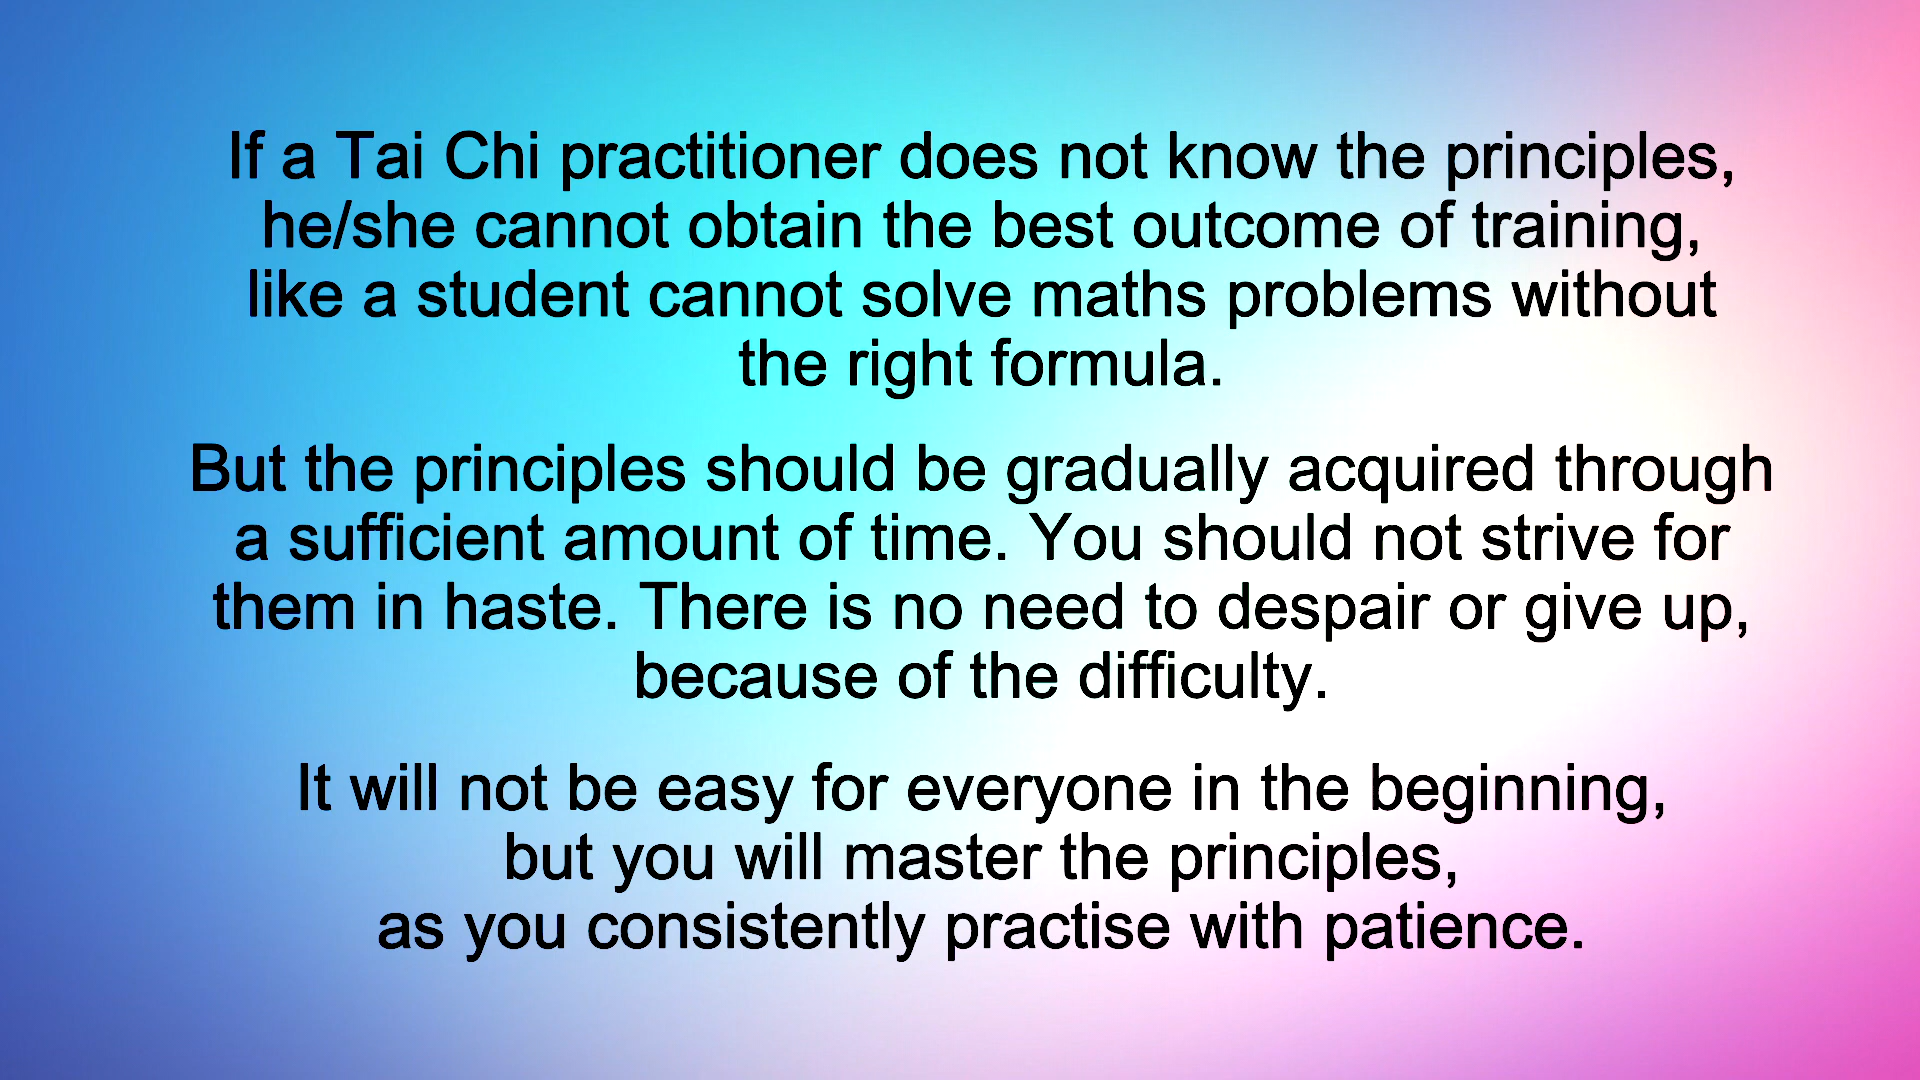 If a Tai Chi practitioner does not know the principles,
he/she cannot obtain the best outcome of training,
like a student cannot solve maths problems without
the right formula.
But the principles should be gradually acquired through
a sufficient amount of time. You should not strive for
them in haste. There is no need to despair or give up,
because of the difficulty.
It will not be easy for everyone in the beginning,
but you will master the principles,
as you consistently practise with patience.